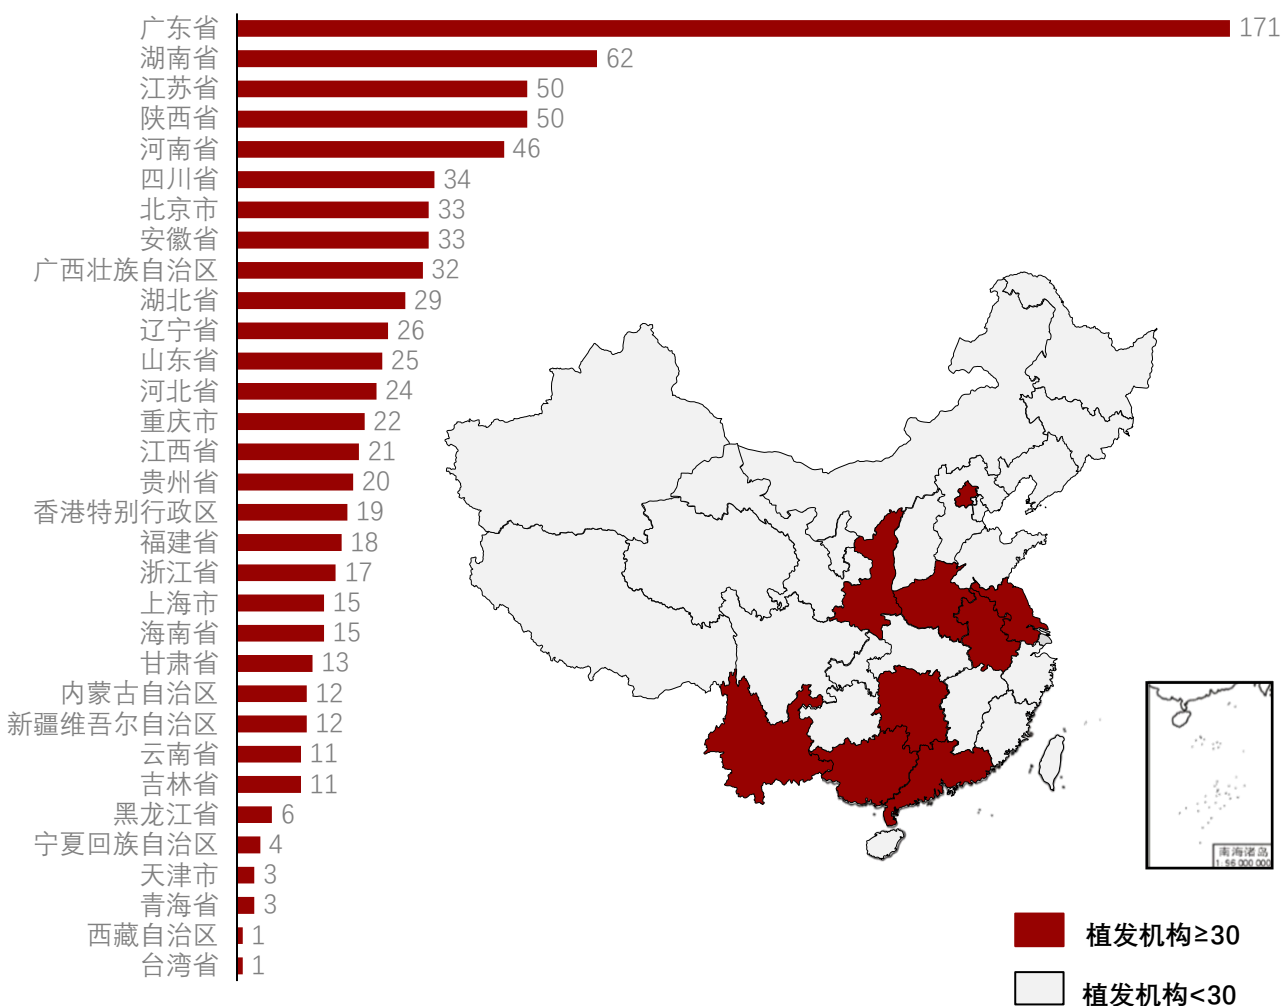 广东省 171
湖南省 62
江苏省 50
陕西省 50
河南省 46
四川省 34
北京市 33
安徽省 33
广西壮族自治区 32
湖北省 29
辽宁省 26
山东省 25
河北省 24
重庆市 22
江西省 21
贵州省 20
香港特别行政区 19
福建省 18
浙江省 17
上海市 15
海南省 15
甘肃省 13
内蒙古自治区 12
新疆维吾尔自治区 12
云南省 11
吉林省 11
黑龙江省 6
宁夏回族自治区 4
天津市 3
青海省 3
西藏自治区 1
台湾省 1
南海诸岛
1:56 000 000
植发机构≥30
植发机构<30